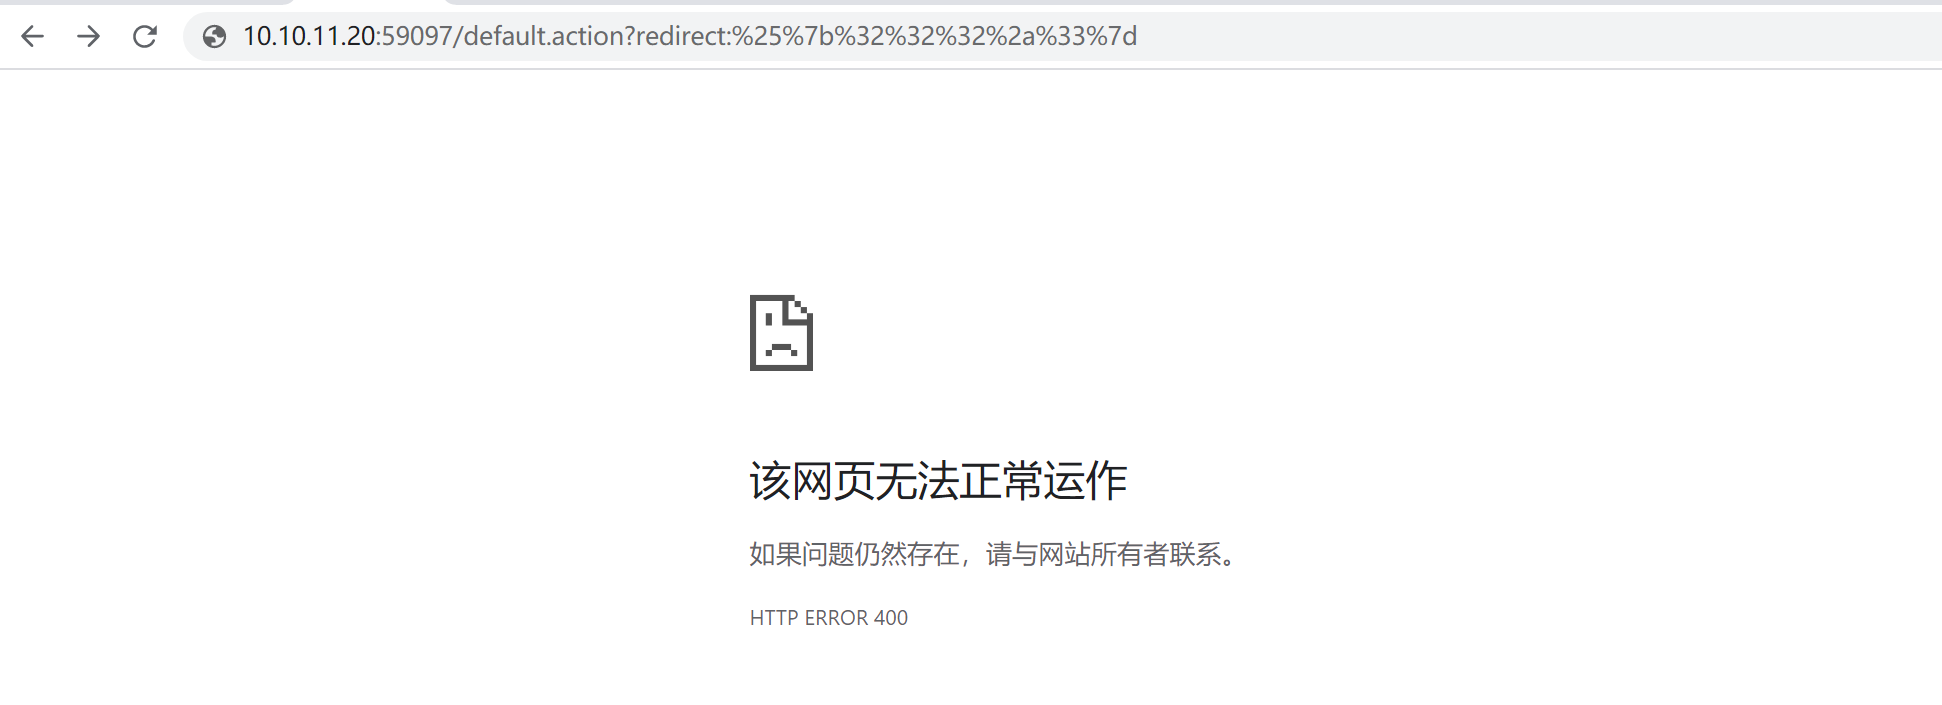 10.10.11.20:59097/default.action?redirect:%25%7b%32%32%32%2a%33%7d
该网页无法正常运作
如果问题仍然存在，请与网站所有者联系。
HTTP ERROR 400